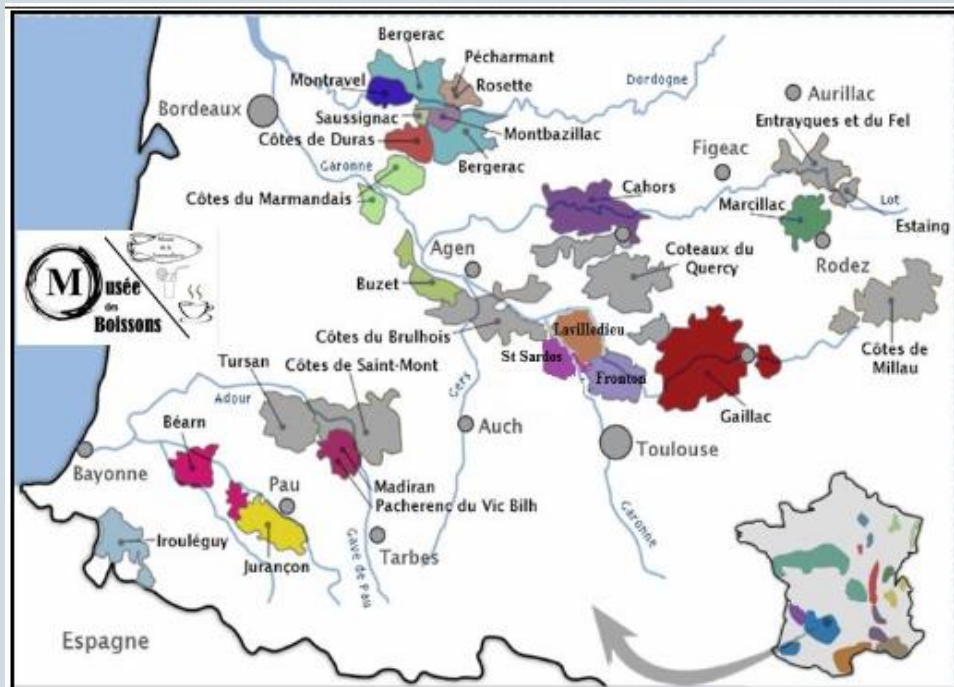 Bergerac
Pécharmant
Montravel
Rosette
Dordogne
Bordeaux
Saussignac
Montbazillac
Côtes de Duras
Bergerac
Garonne
Côtes du Marmandais
Aurillac
Entrayques et du Fel
Figeac
Cahors
Marcillac
Lot
Estaing
Rodez
Agen
Coteaux du
Quercy
Buzet
Côtes du Brulhois
Lavilledieu
St Sardos
Fronton
Côtes de
Millau
Gaillac
Musée
des
Boissons
Tursan
Côtes de Saint-Mont
Adour
Gers
Auch
Toulouse
Béarn
Bayonne
Pau
Madiran
Pacherenc du Vic Bilh
Garonne
Irouléguy
Jurançon
Gave de Pau
Tarbes
Espagne